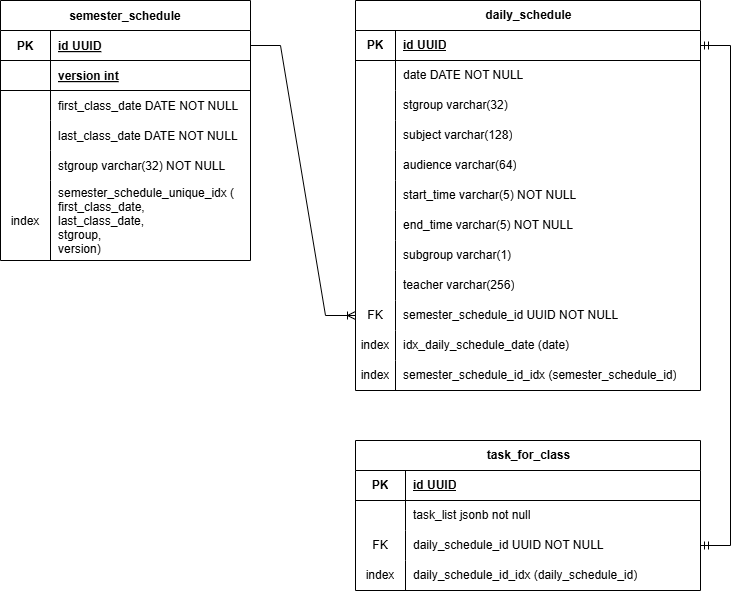 semester_schedule
PK id UUID
version int
first_class_date DATE NOT NULL
last_class_date DATE NOT NULL
stgroup varchar(32) NOT NULL
index
semester_schedule_unique_idx (
first_class_date,
last_class_date,
stgroup,
version)
daily_schedule
PK id UUID
date DATE NOT NULL
stgroup varchar(32)
subject varchar(128)
audience varchar(64)
start_time varchar(5) NOT NULL
end_time varchar(5) NOT NULL
subgroup varchar(1)
teacher varchar(256)
FK semester_schedule_id UUID NOT NULL
index idx_daily_schedule_date (date)
index semester_schedule_id_idx (semester_schedule_id)
task_for_class
PK id UUID
task_list jsonb not null
FK daily_schedule_id UUID NOT NULL
index daily_schedule_id_idx (daily_schedule_id)